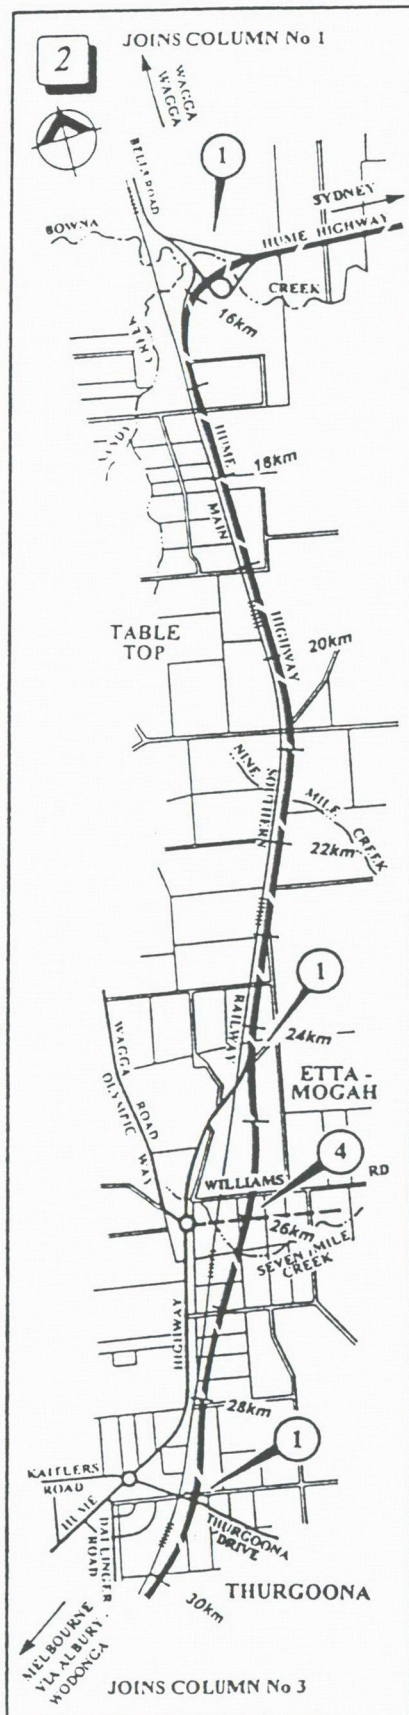 JOINS COLUMN No 1
2
WAGGA
WAGGA
1
BELLS ROAD
SYDNEY
BOWNA
HUME HIGHWAY
CREEK
16km
HUME
18km
MAIN
TABLE
TOP
HIGHWAY
20km
NINE
MILE
CREEK
SOUTHERN
22km
1
RAILWAY
24km
WAGGA ROAD
OLYMPIC WAY
ETTA-
MOGAH
4
WILLIAMS RD
26km
SEVEN MILE
CREEK
HIGHWAY
28km
1
KAITLERS
ROAD
HUME
DALLINGER
ROAD
THURGOONA
DRIVE
30km
THURGOONA
MELBOURNE
VIA ALBURY-
WODONGA
JOINS COLUMN No 3